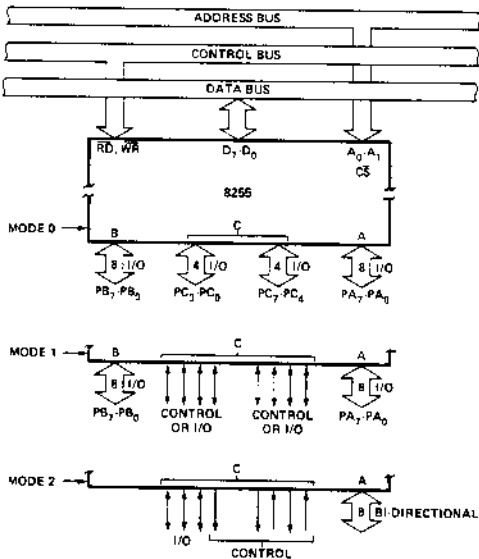 ADDRESS BUS
CONTROL BUS
DATA BUS
RD, WR D7-D0 A0-A1
CS
8255
MODE 0
B C A
8 I/O 4 I/O 4 I/O 8 I/O
PB7-PB0 PC3-PC0 PC7-PC4 PA7-PA0
MODE 1
B C A
8 I/O CONTROL OR I/O CONTROL OR I/O 8 I/O
PB7-PB0 PA7-PA0
MODE 2
C A
8 BI-DIRECTIONAL
I/O
CONTROL